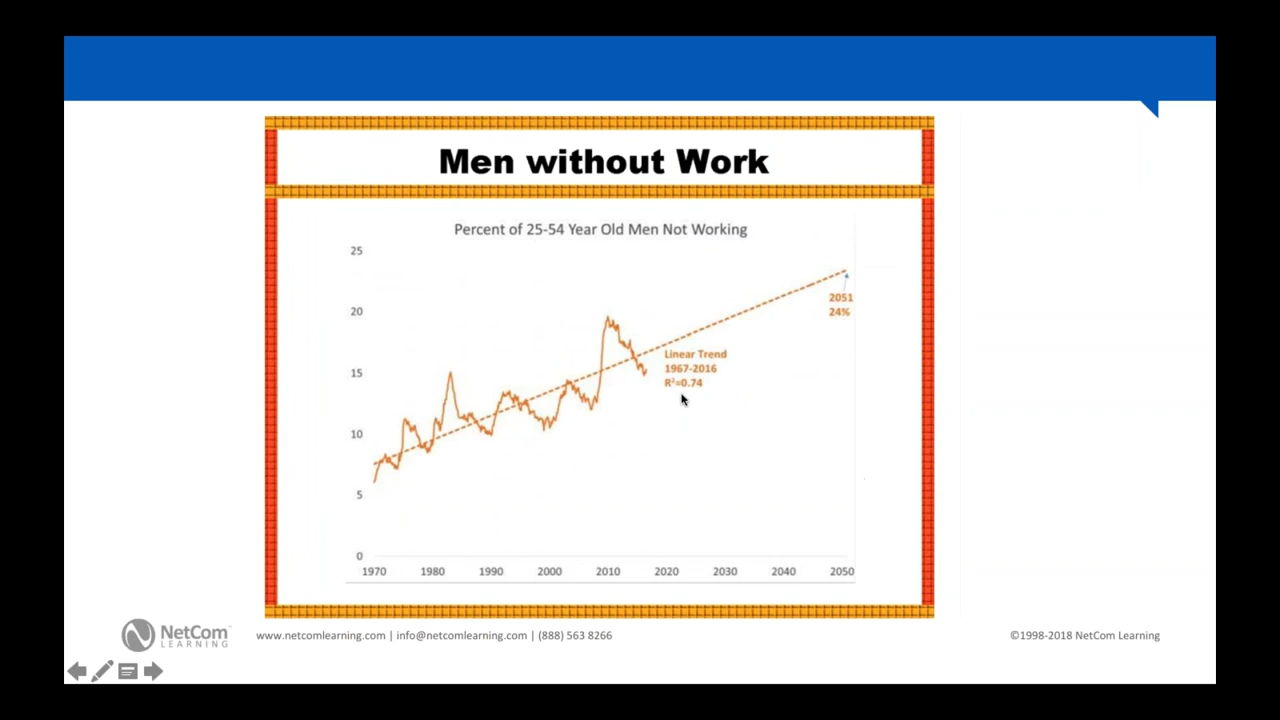 Men without Work
Percent of 25-54 Year Old Men Not Working
25
20
15
10
5
0
2051
24%
Linear Trend
1967-2016
R²=0.74
1970 1980 1990 2000 2010 2020 2030 2040 2050
NetCom
LEARNING
www.netcomlearning.com | info@netcomlearning.com | (888) 563 8266
©1998-2018 NetCom Learning